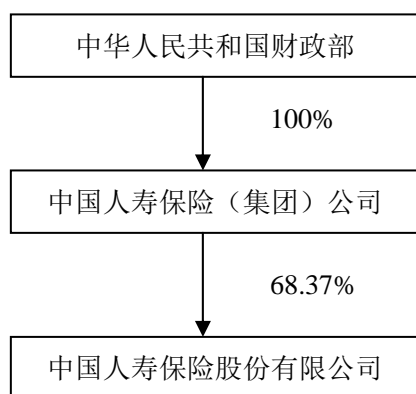 中华人民共和国财政部
100%
中国人寿保险（集团）公司
68.37%
中国人寿保险股份有限公司